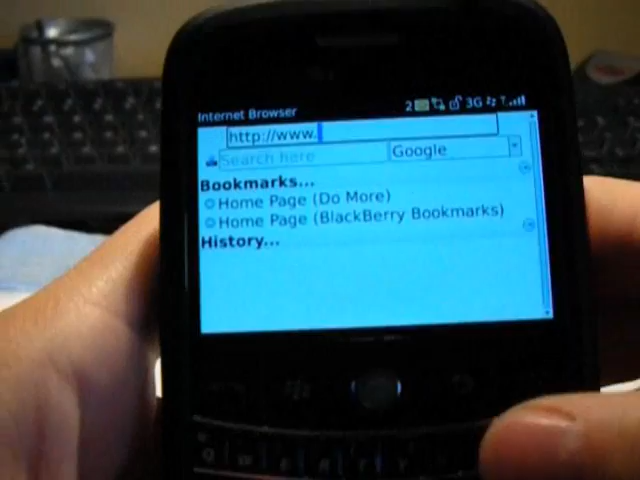 Internet Browser 2 3G
http://www.
Search here Google
Bookmarks...
Home Page (Do More)
Home Page (BlackBerry Bookmarks)
History...
Q W E R T Y